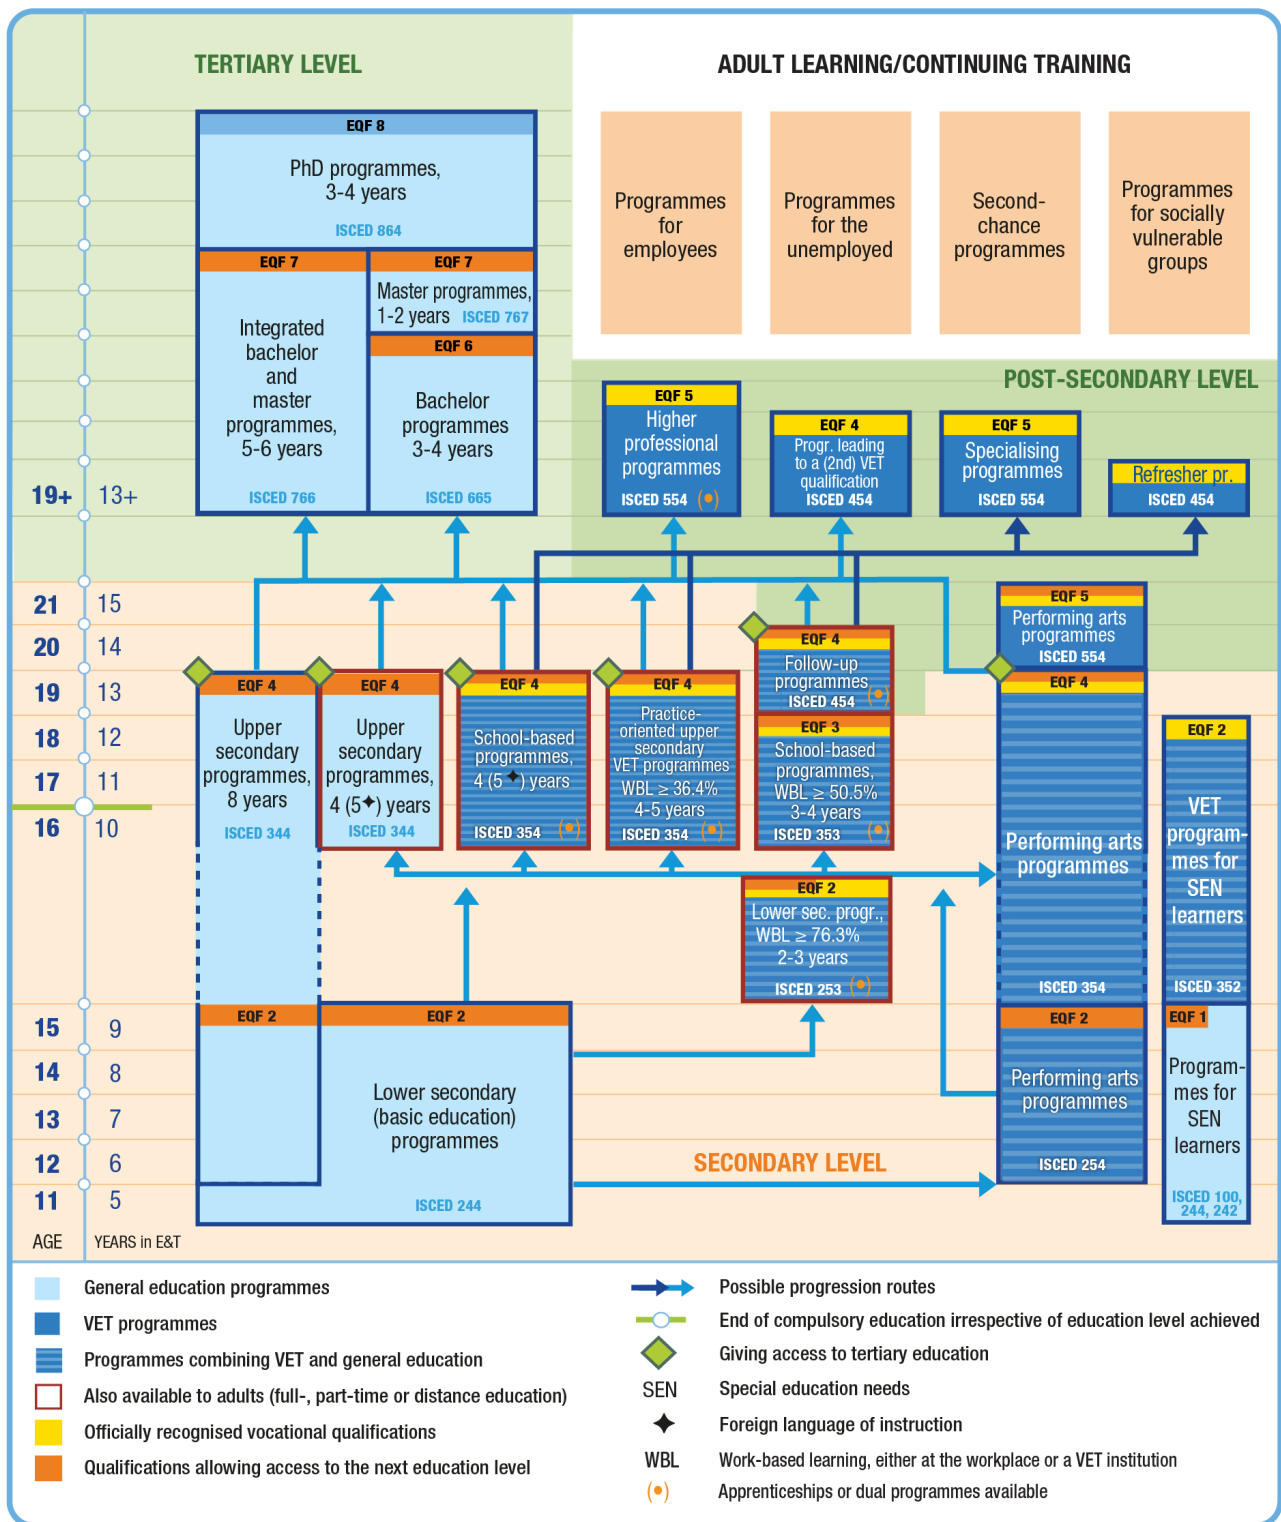 TERTIARY LEVEL
ADULT LEARNING/CONTINUING TRAINING
EQF 8
PhD programmes,
3-4 years
ISCED 864
EQF 7
Integrated
bachelor
and
master
programmes,
5-6 years
ISCED 766
EQF 7
Master programmes,
1-2 years ISCED 767
EQF 6
Bachelor
programmes
3-4 years
ISCED 665
Programmes
for
employees
Programmes
for the
unemployed
Second-
chance
programmes
Programmes
for socially
vulnerable
groups
POST-SECONDARY LEVEL
EQF 5
Higher
professional
programmes
ISCED 554
EQF 4
Progr. leading
to a (2nd) VET
qualification
ISCED 454
EQF 5
Specialising
programmes
ISCED 554
Refresher pr.
ISCED 454
19+ 13+
21 15
20 14
19 13
18 12
17 11
16 10
15 9
14 8
13 7
12 6
11 5
AGE YEARS in E&T
EQF 4
Upper
secondary
programmes,
8 years
ISCED 344
EQF 4
Upper
secondary
programmes,
4 (5✦) years
ISCED 344
EQF 4
School-based
programmes,
4 (5✦) years
ISCED 354
EQF 4
Practice-
oriented upper
secondary
VET programmes
WBL ≥ 36.4%
4-5 years
ISCED 354
EQF 4
Follow-up
programmes
ISCED 454
EQF 3
School-based
programmes,
WBL ≥ 50.5%
3-4 years
ISCED 353
EQF 5
Performing arts
programmes
ISCED 554
EQF 4
Performing arts
programmes
ISCED 354
EQF 2
VET
program-
mes for
SEN
learners
ISCED 352
EQF 2
Lower sec. progr.,
WBL ≥ 76.3%
2-3 years
ISCED 253
EQF 2
EQF 2
Lower secondary
(basic education)
programmes
ISCED 244
EQF 2
Performing arts
programmes
ISCED 254
EQF 1
Program-
mes for
SEN
learners
ISCED 100,
244, 242
SECONDARY LEVEL
General education programmes
VET programmes
Programmes combining VET and general education
Also available to adults (full-, part-time or distance education)
Officially recognised vocational qualifications
Qualifications allowing access to the next education level
Possible progression routes
End of compulsory education irrespective of education level achieved
Giving access to tertiary education
SEN Special education needs
✦ Foreign language of instruction
WBL Work-based learning, either at the workplace or a VET institution
Apprenticeships or dual programmes available